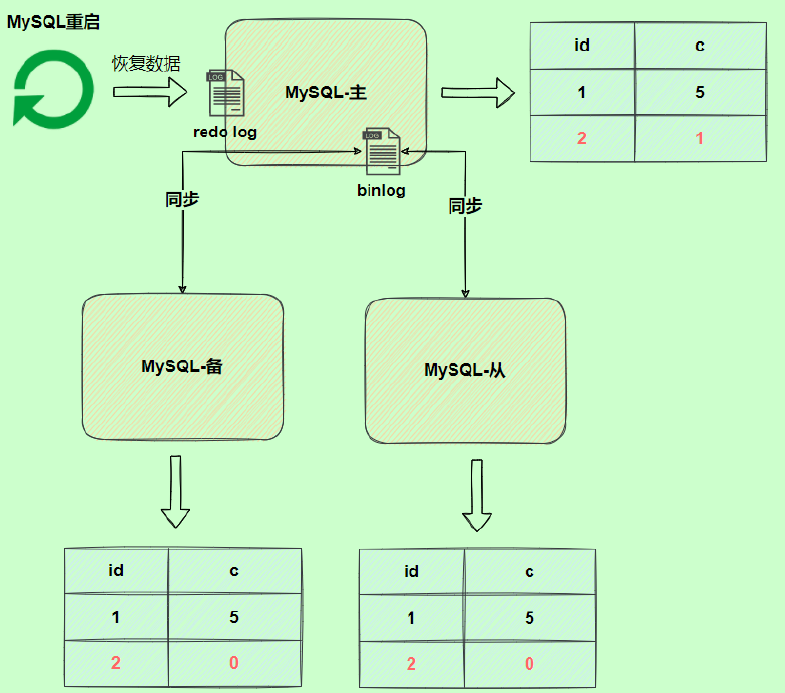 MySQL重启
恢复数据
LOG
redo log
MySQL-主
id c
1 5
2 1
LOG
binlog
同步
同步
MySQL-备
MySQL-从
id c
1 5
2 0
id c
1 5
2 0